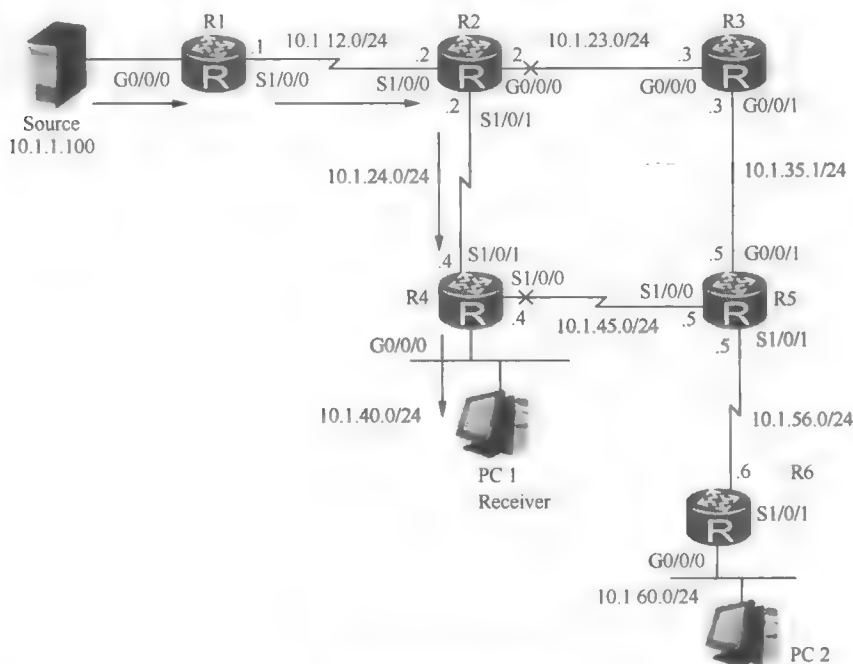 R1
R2
R3
.1
10.1 12.0/24
.2
.2
10.1.23.0/24
.3
G0/0/0
S1/0/0
S1/0/0
G0/0/0
G0/0/0
G0/0/1
.2
.3
S1/0/1
Source
10.1.1.100
10.1.24.0/24
10.1.35.1/24
S1/0/1
.4
.5
G0/0/1
R4
S1/0/0
S1/0/0
R5
.4
10.1.45.0/24
.5
.5
S1/0/1
G0/0/0
10.1.40.0/24
10.1.56.0/24
PC 1
Receiver
.6
R6
S1/0/1
G0/0/0
10.1 60.0/24
PC 2
R
R
R
R
R
R